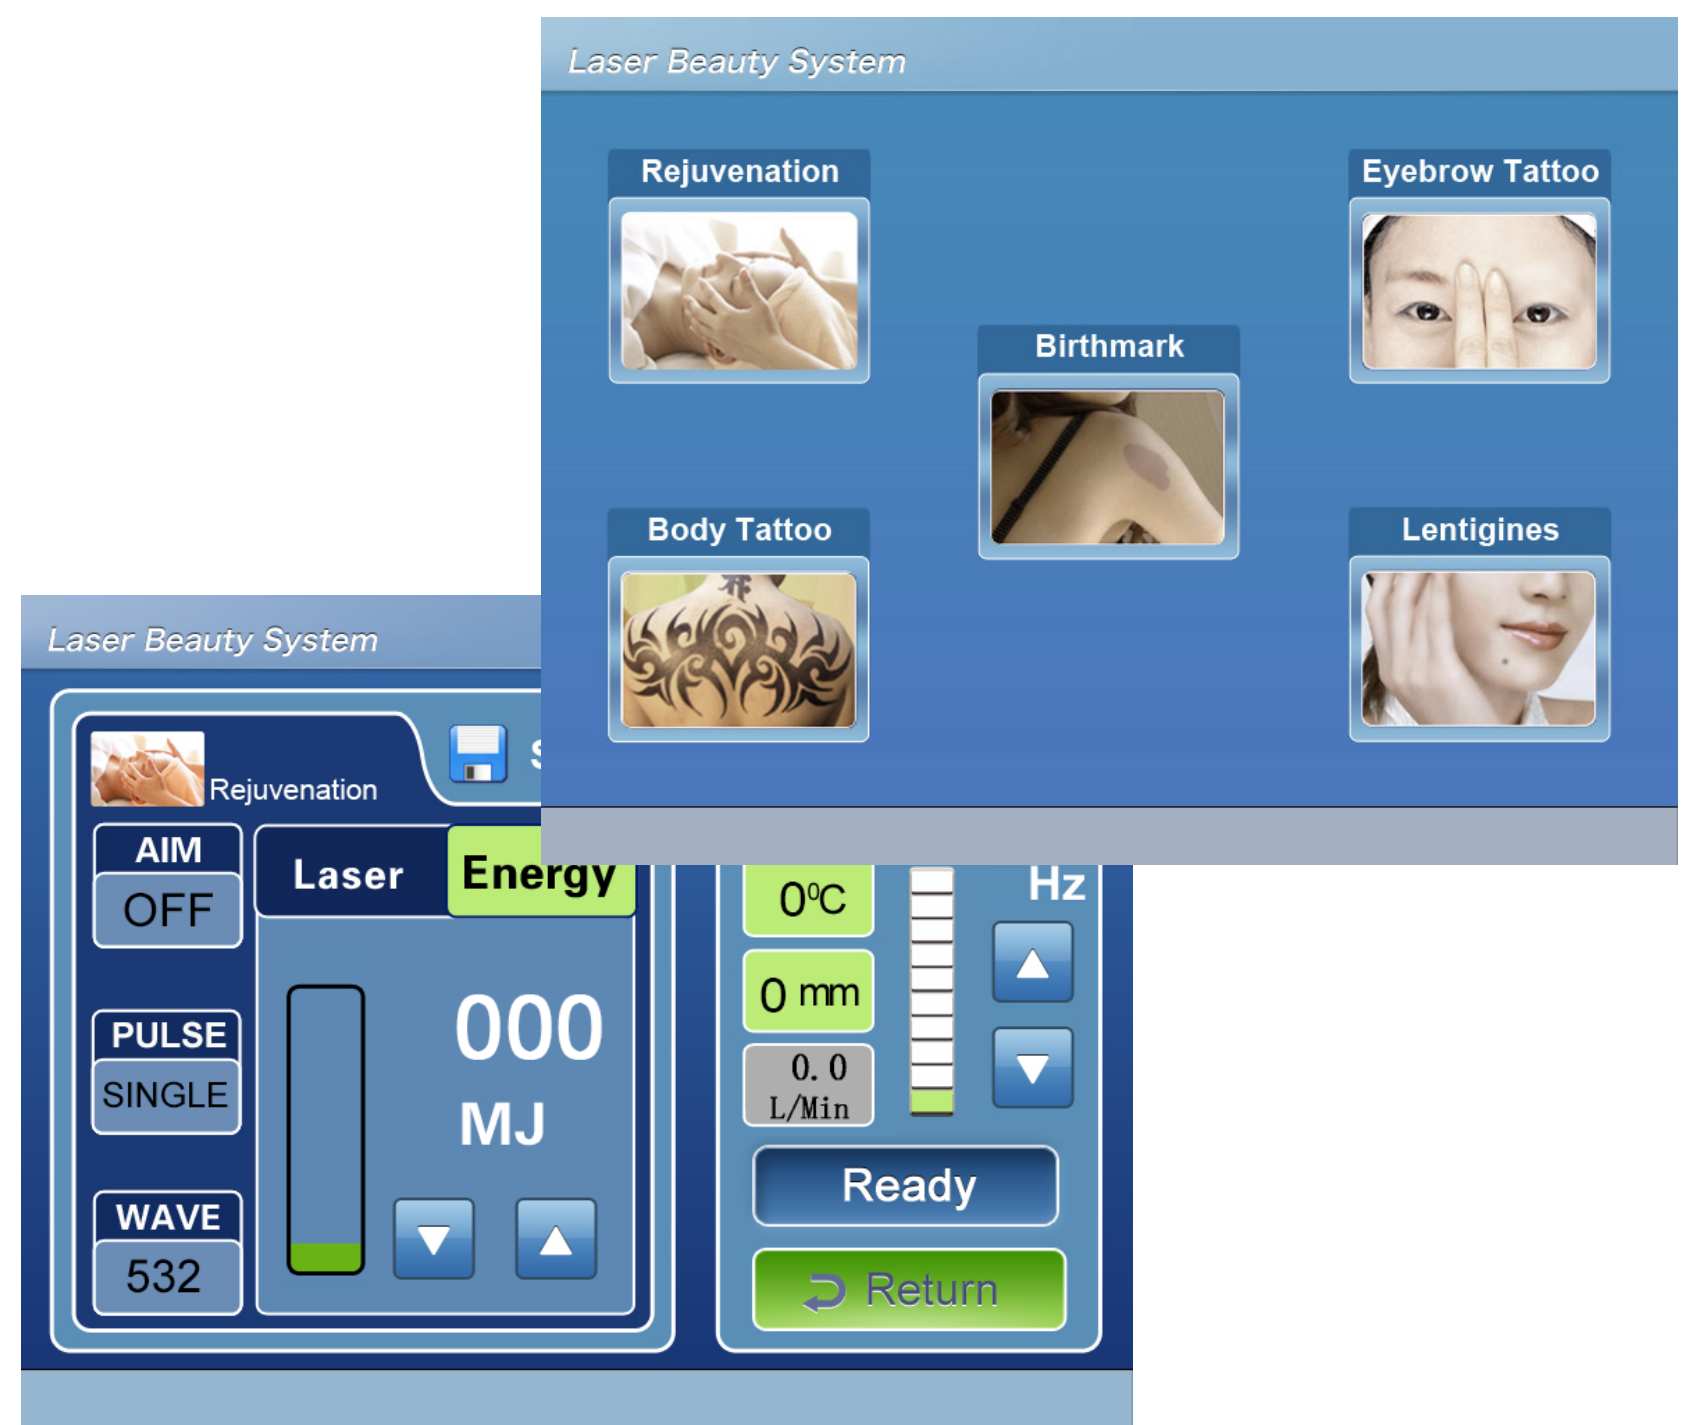 Laser Beauty System
Rejuvenation
Eyebrow Tattoo
Birthmark
Body Tattoo
Lentigines
Laser Beauty System
Rejuvenation
AIM
OFF
Laser
Energy
PULSE
SINGLE
000
MJ
WAVE
532
0⁰C
Hz
0 mm
0.0
L/Min
Ready
Return